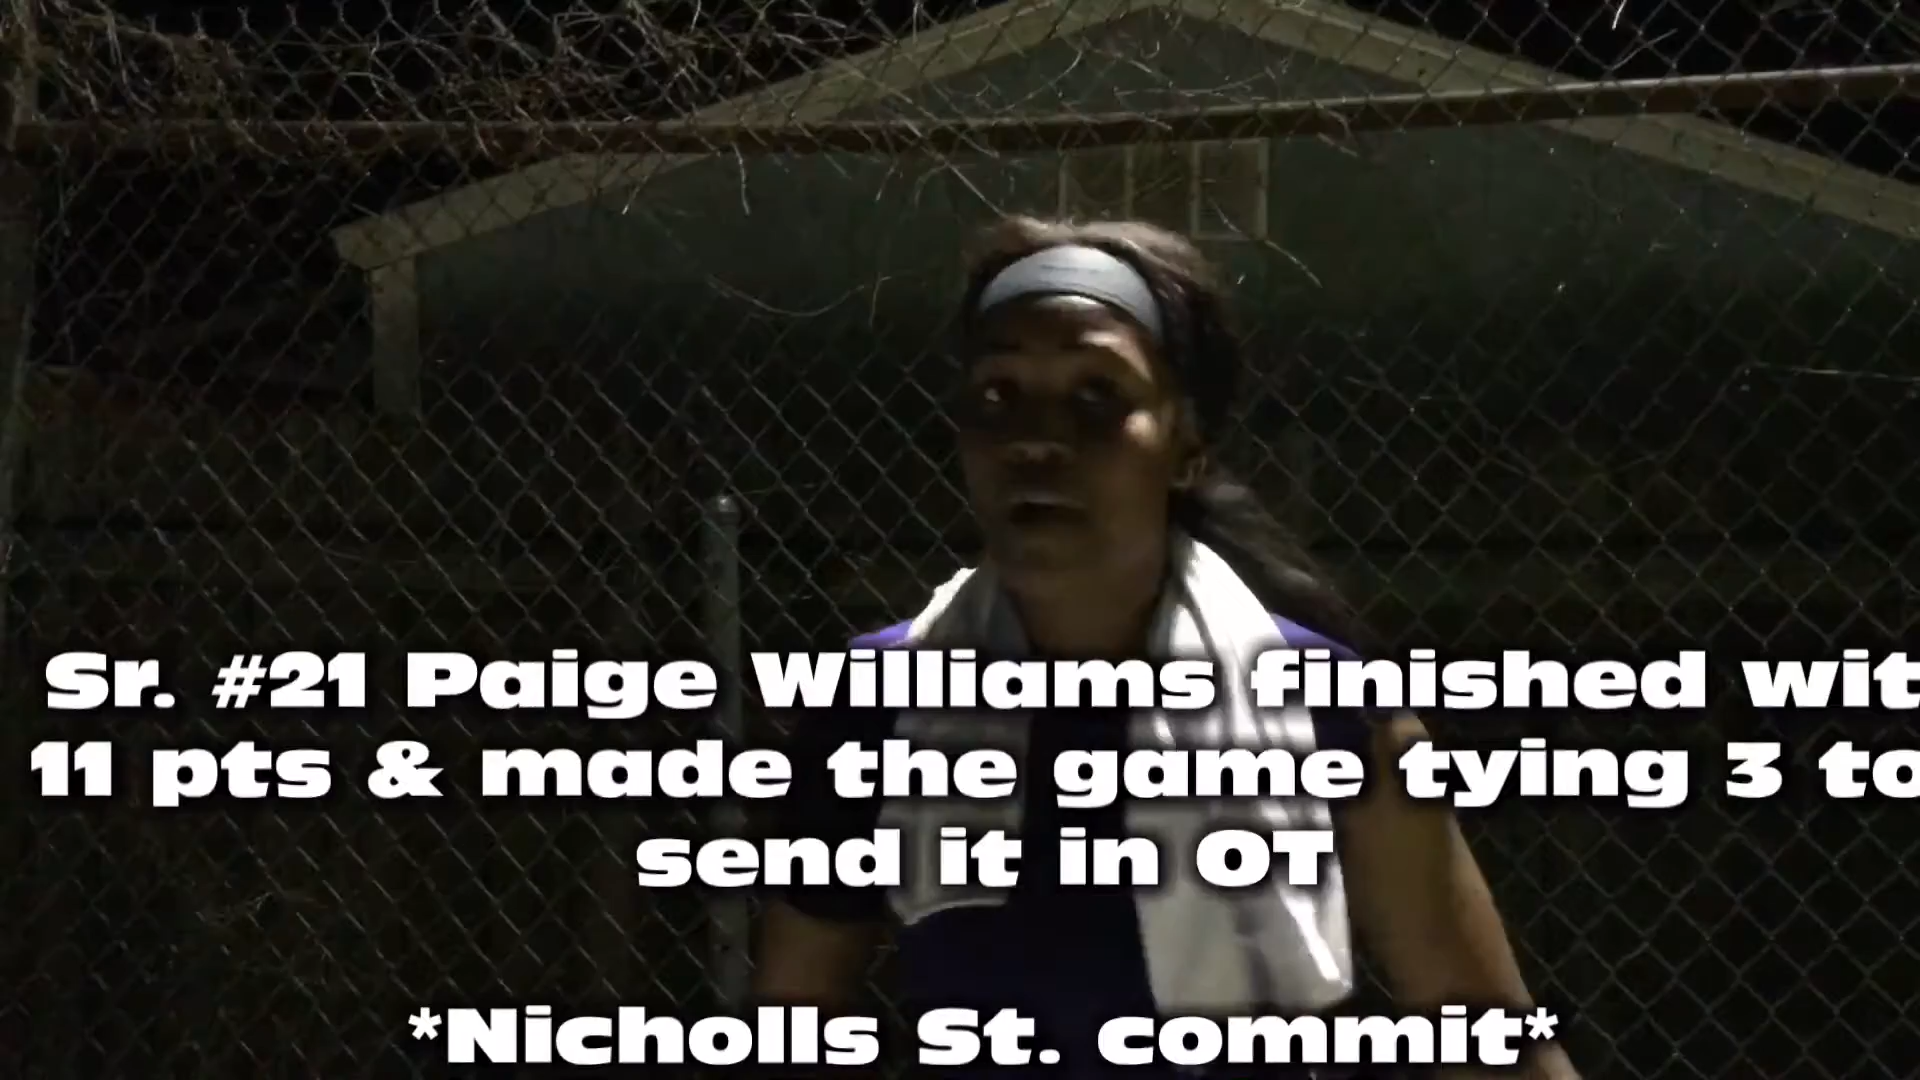 Sr. #21 Paige Williams finished wit
11 pts & made the game tying 3 to
send it in OT
*Nicholls St. commit*